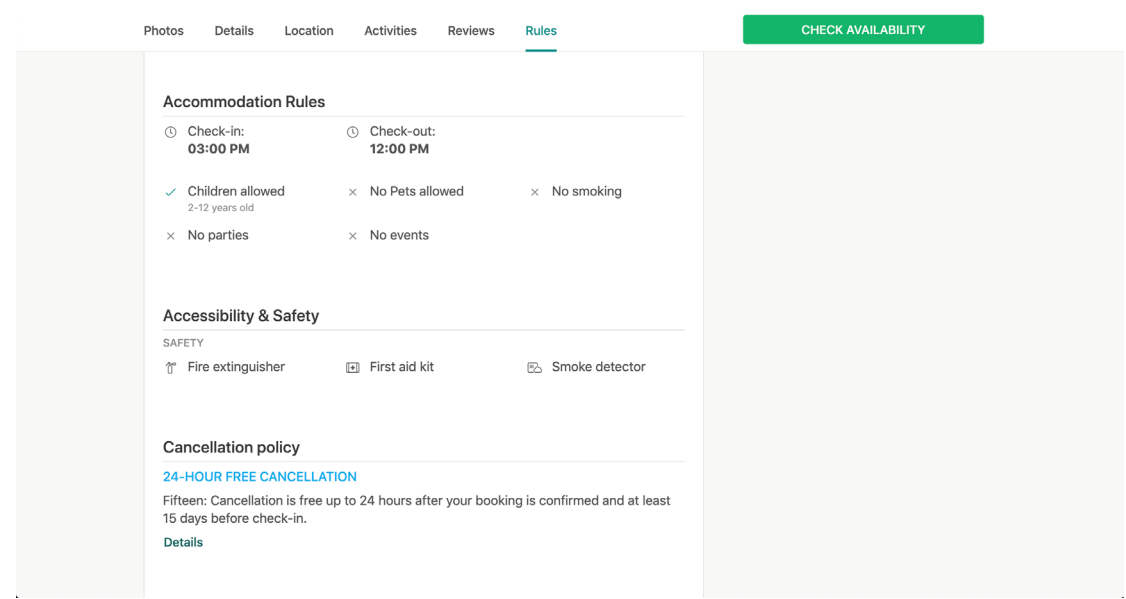 Photos Details Location Activities Reviews Rules CHECK AVAILABILITY
Accommodation Rules
Check-in: Check-out:
03:00 PM 12:00 PM
Children allowed No Pets allowed No smoking
2-12 years old
No parties No events
Accessibility & Safety
SAFETY
Fire extinguisher First aid kit Smoke detector
Cancellation policy
24-HOUR FREE CANCELLATION
Fifteen: Cancellation is free up to 24 hours after your booking is confirmed and at least
15 days before check-in.
Details